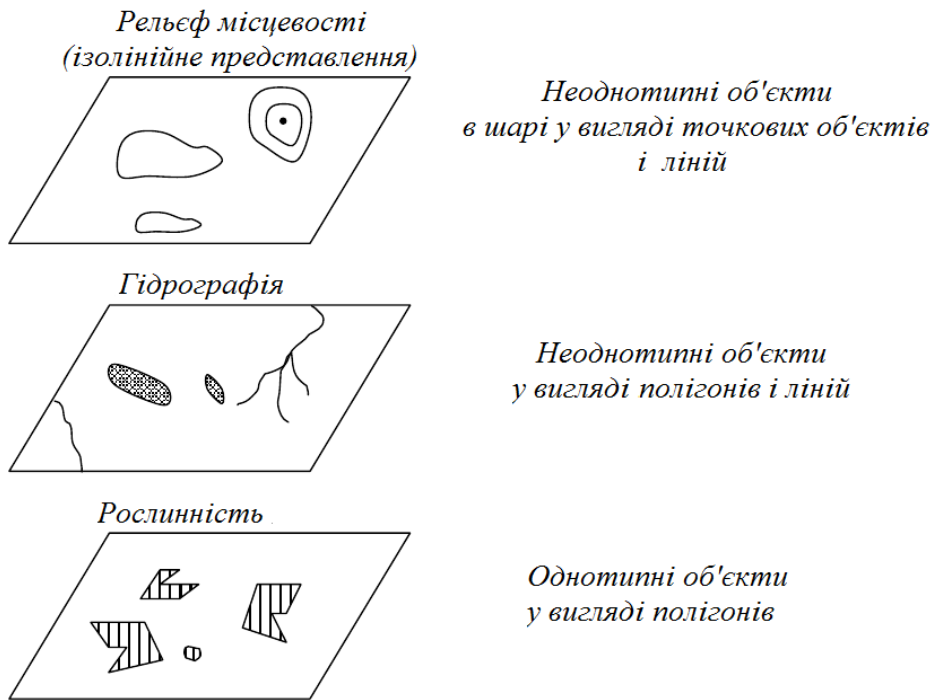 Рельєф місцевості
(ізолінійне представлення)
Неоднотипні об'єкти
в шарі у вигляді точкових об'єктів
і ліній
Гідрографія
Неоднотипні об'єкти
у вигляді полігонів і ліній
Рослинність
Однотипні об'єкти
у вигляді полігонів